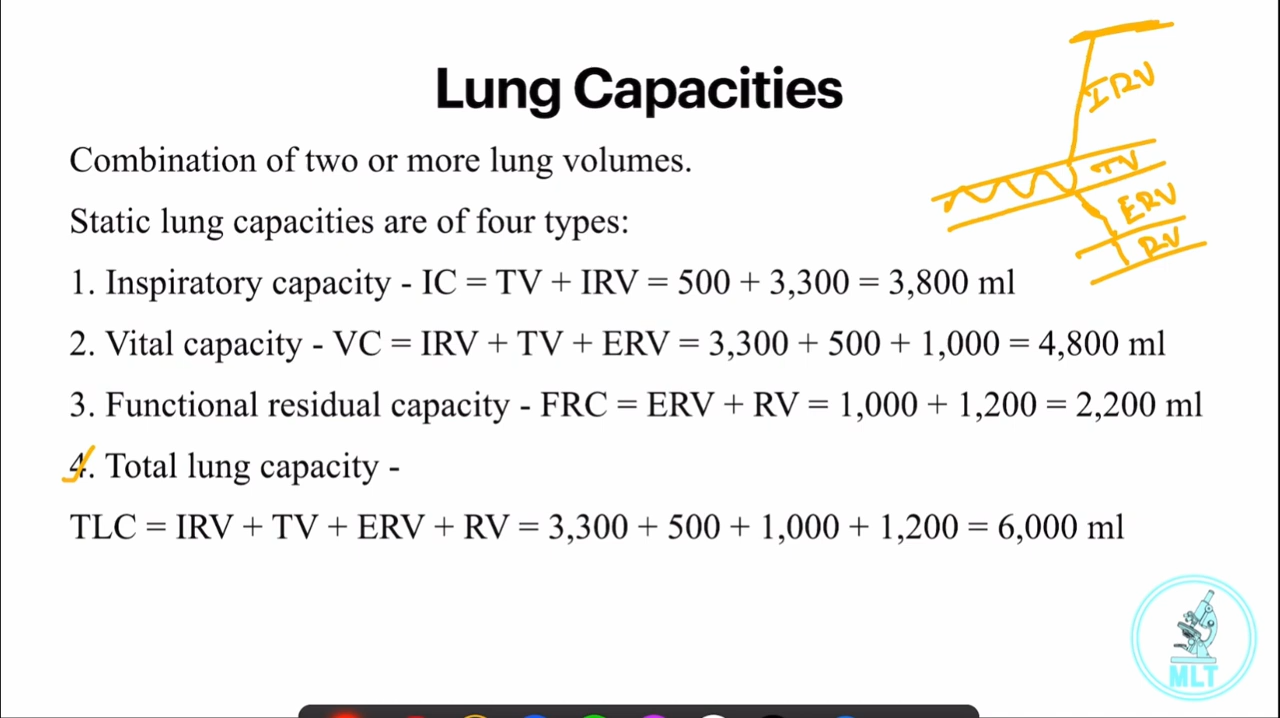 Lung Capacities
Combination of two or more lung volumes.
Static lung capacities are of four types:
1. Inspiratory capacity - IC = TV + IRV = 500 + 3,300 = 3,800 ml
2. Vital capacity - VC = IRV + TV + ERV = 3,300 + 500 + 1,000 = 4,800 ml
3. Functional residual capacity - FRC = ERV + RV = 1,000 + 1,200 = 2,200 ml
4. Total lung capacity -
TLC = IRV + TV + ERV + RV = 3,300 + 500 + 1,000 + 1,200 = 6,000 ml
IRV
TV
ERV
RV
MLT